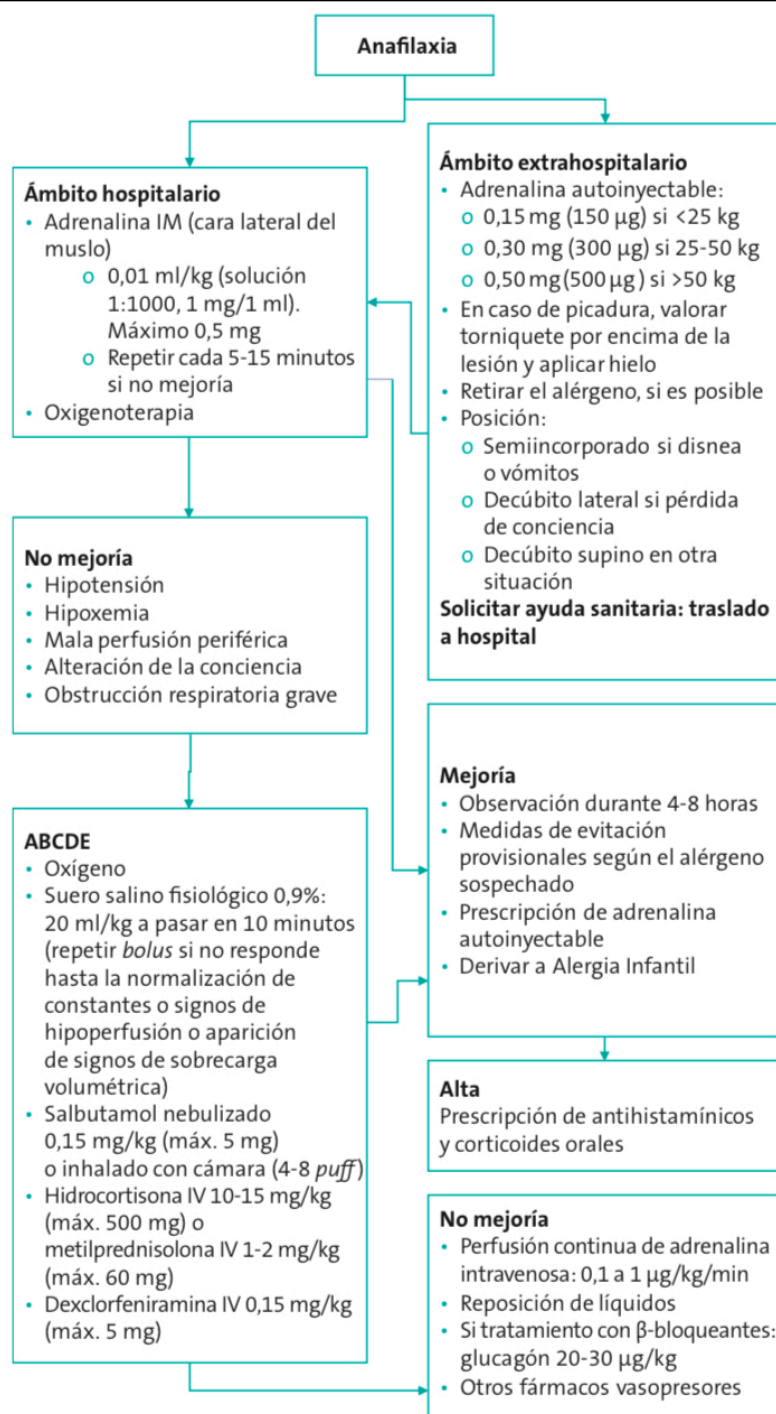 Anafilaxia
Ámbito hospitalario
• Adrenalina IM (cara lateral del
muslo)
o 0,01 ml/kg (solución
1:1000, 1 mg/1 ml).
Máximo 0,5 mg
o Repetir cada 5-15 minutos
si no mejoría
• Oxigenoterapia
Ámbito extrahospitalario
• Adrenalina autoinyectable:
o 0,15 mg (150 µg) si <25 kg
o 0,30 mg (300 µg) si 25-50 kg
o 0,50 mg (500 µg) si >50 kg
• En caso de picadura, valorar
torniquete por encima de la
lesión y aplicar hielo
• Retirar el alérgeno, si es posible
• Posición:
o Semiincorporado si disnea
o vómitos
o Decúbito lateral si pérdida
de conciencia
o Decúbito supino en otra
situación
Solicitar ayuda sanitaria: traslado
a hospital
No mejoría
• Hipotensión
• Hipoxemia
• Mala perfusión periférica
• Alteración de la conciencia
• Obstrucción respiratoria grave
Mejoría
• Observación durante 4-8 horas
• Medidas de evitación
provisionales según el alérgeno
sospechado
• Prescripción de adrenalina
autoinyectable
• Derivar a Alergia Infantil
ABCDE
• Oxígeno
• Suero salino fisiológico 0,9%:
20 ml/kg a pasar en 10 minutos
(repetir bolus si no responde
hasta la normalización de
constantes o signos de
hipoperfusión o aparición
de signos de sobrecarga
volumétrica)
• Salbutamol nebulizado
0,15 mg/kg (máx. 5 mg)
o inhalado con cámara (4-8 puff)
• Hidrocortisona IV 10-15 mg/kg
(máx. 500 mg) o
metilprednisolona IV 1-2 mg/kg
(máx. 60 mg)
• Dexclorfeniramina IV 0,15 mg/kg
(máx. 5 mg)
Alta
Prescripción de antihistamínicos
y corticoides orales
No mejoría
• Perfusión continua de adrenalina
intravenosa: 0,1 a 1 µg/kg/min
• Reposición de líquidos
• Si tratamiento con β-bloqueantes:
glucagón 20-30 µg/kg
• Otros fármacos vasopresores